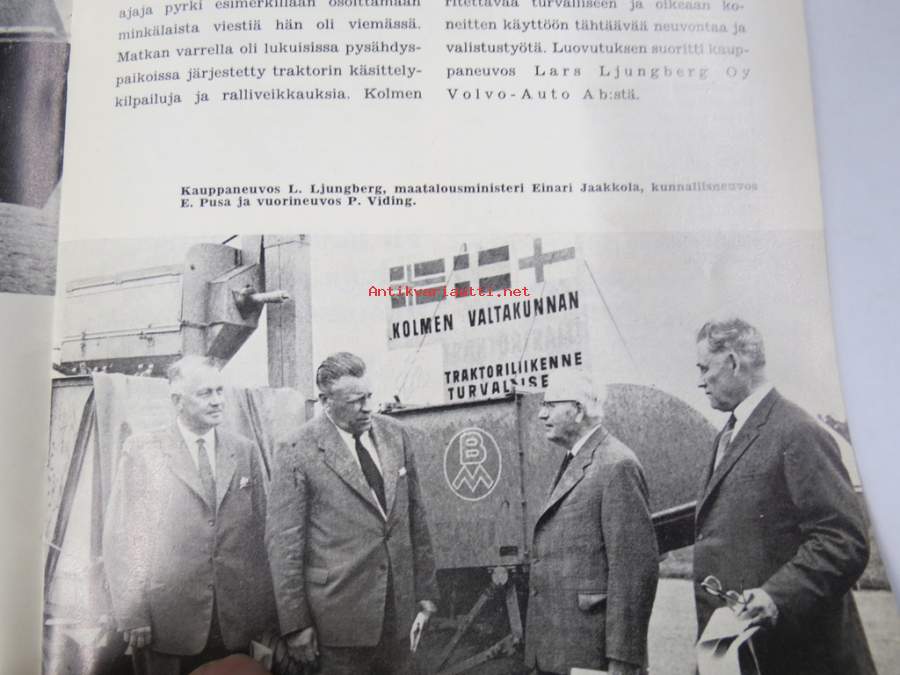 ajaja pyrki esimerkillään osoittamaan
minkälaista viestiä hän oli viemässä.
Matkan varrella oli lukuisissa pysähdys-
paikoissa järjestetty traktorin käsittely-
kilpailuja ja ralliveikkauksia. Kolmen
ritettävää turvalliseen ja oikeaan ko-
neitten käyttöön tähtäävää neuvontaa ja
valistustyötä. Luovutuksen suoritti kaup-
paneuvos Lars Ljungberg Oy
Volvo-Auto Ab:stä.
Kauppaneuvos L. Ljungberg, maatalousministeri Einari Jaakkola, kunnallisneuvos
E. Pusa ja vuorineuvos P. Viding.
Antikvariaatti.net
KOLMEN VALTAKUNNAN
TRAKTORILIIKENNE
BM